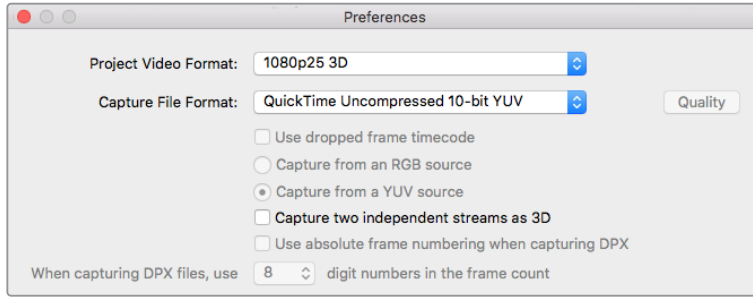 Preferences
Project Video Format: 1080p25 3D
Capture File Format: QuickTime Uncompressed 10-bit YUV Quality
Use dropped frame timecode
Capture from an RGB source
Capture from a YUV source
Capture two independent streams as 3D
Use absolute frame numbering when capturing DPX
When capturing DPX files, use 8 digit numbers in the frame count